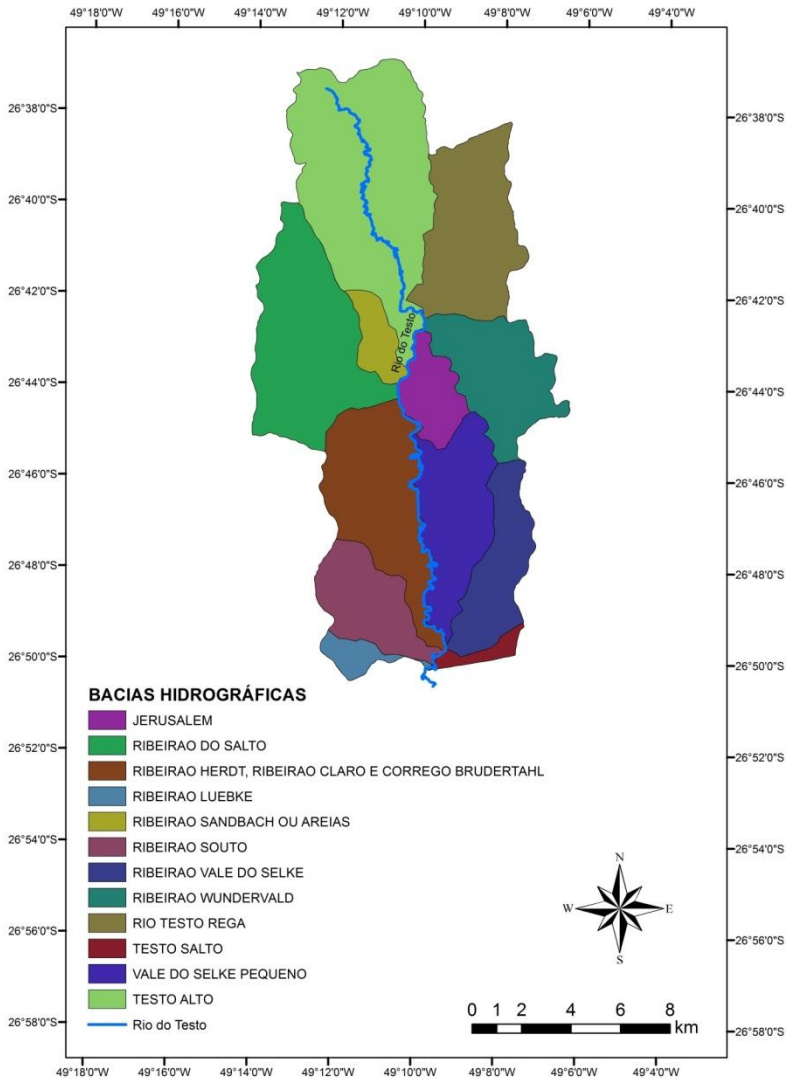 49°18'0"W 49°16'0"W 49°14'0"W 49°12'0"W 49°10'0"W 49°8'0"W 49°6'0"W 49°4'0"W
26°38'0"S 26°38'0"S
26°40'0"S 26°40'0"S
26°42'0"S 26°42'0"S
Rio do Testo
26°44'0"S 26°44'0"S
26°46'0"S 26°46'0"S
26°48'0"S 26°48'0"S
26°50'0"S 26°50'0"S
BACIAS HIDROGRÁFICAS
JERUSALEM
26°52'0"S 26°52'0"S
RIBEIRAO DO SALTO
RIBEIRAO HERDT, RIBEIRAO CLARO E CORREGO BRUDERTAHL
RIBEIRAO LUEBKE
26°54'0"S 26°54'0"S
RIBEIRAO SANDBACH OU AREIAS
RIBEIRAO SOUTO
RIBEIRAO VALE DO SELKE
RIBEIRAO WUNDERVALD
26°56'0"S 26°56'0"S
RIO TESTO REGA
TESTO SALTO
VALE DO SELKE PEQUENO
TESTO ALTO
26°58'0"S 26°58'0"S
Rio do Testo
N
W E
S
0 1 2 4 6 8
km
49°18'0"W 49°16'0"W 49°14'0"W 49°12'0"W 49°10'0"W 49°8'0"W 49°6'0"W 49°4'0"W